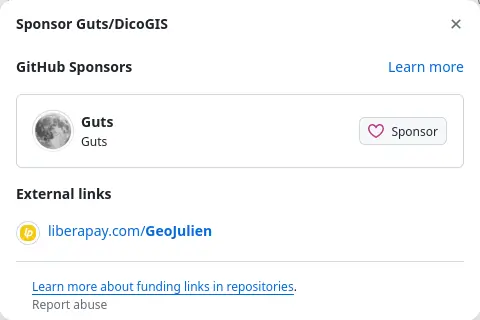 Sponsor Guts/DicoGIS
GitHub Sponsors
Learn more
Guts
Guts
Sponsor
External links
lp
liberapay.com/GeoJulien
Learn more about funding links in repositories.
Report abuse